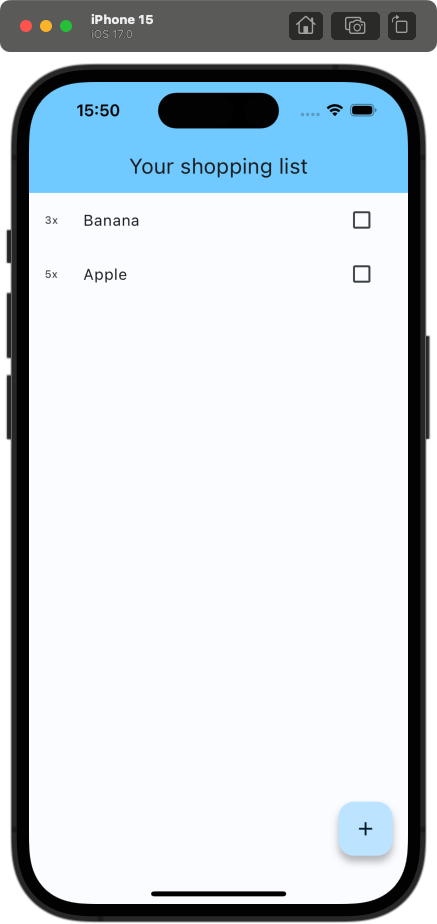 iPhone 15
iOS 17.0
15:50
Your shopping list
3x Banana
5x Apple
+